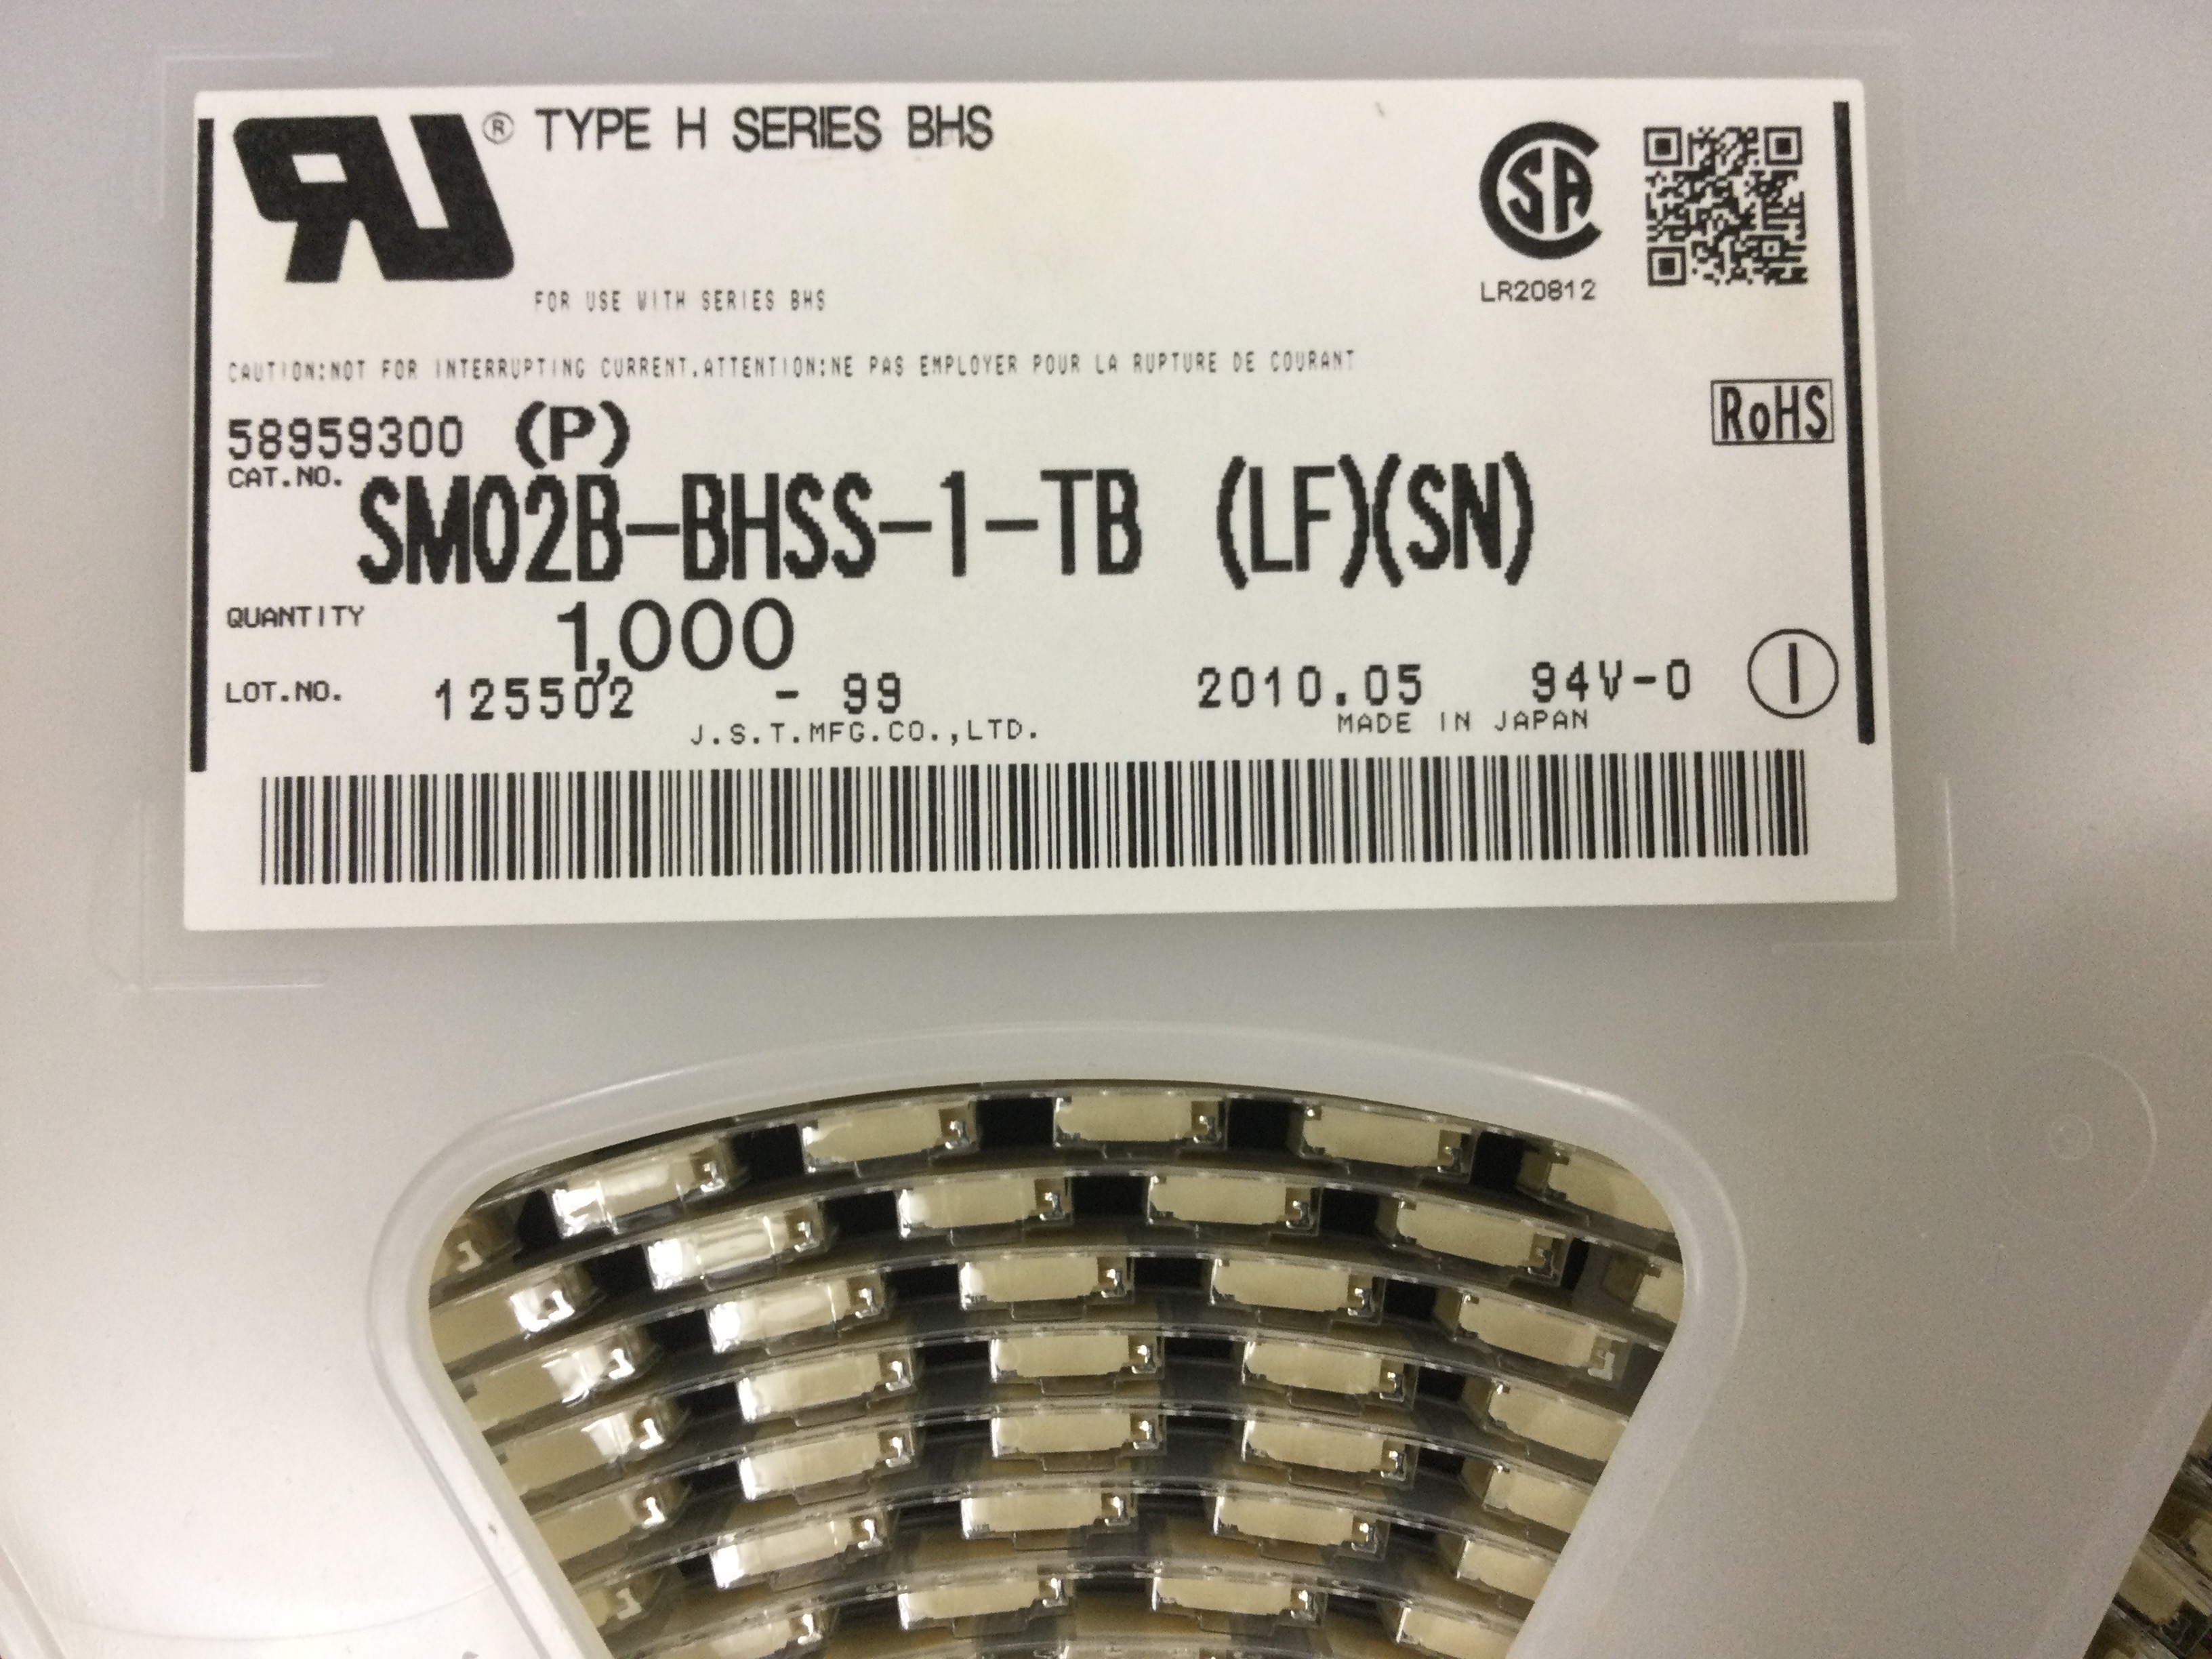 RU® TYPE H SERIES BHS
CSA
LR20812
FOR USE WITH SERIES BHS
CAUTION:NOT FOR INTERRUPTING CURRENT.ATTENTION:NE PAS EMPLOYER POUR LA RUPTURE DE COURANT
RoHS
58959300 (P)
CAT.NO. SM02B-BHSS-1-TB (LF)(SN)
QUANTITY 1,000
LOT.NO. 125502 - 99 2010.05 94V-0 I
J.S.T.MFG.CO.,LTD. MADE IN JAPAN